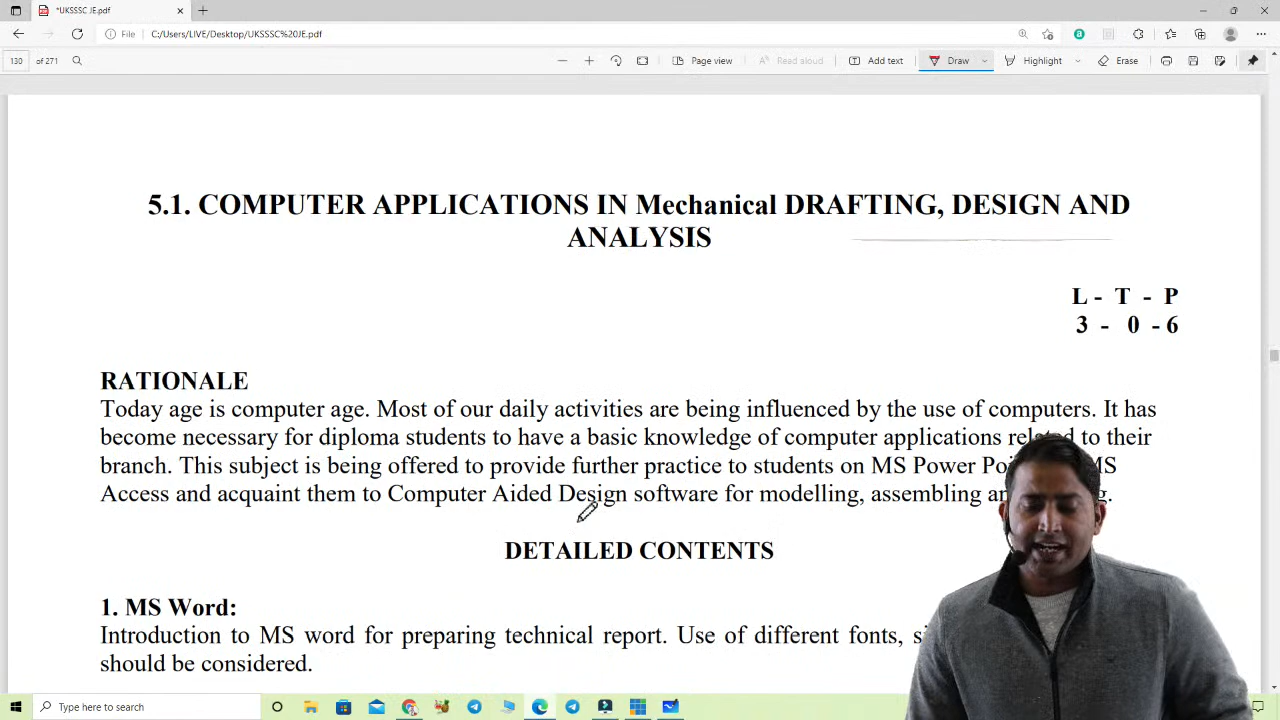 *UKSSSC JE.pdf
File
C:/Users/LIVE/Desktop/UKSSSC%20JE.pdf
130 of 271
Page view
Read aloud
Add text
Draw
Highlight
Erase
5.1. COMPUTER APPLICATIONS IN Mechanical DRAFTING, DESIGN AND
ANALYSIS
L - T - P
3 - 0 - 6
RATIONALE
Today age is computer age. Most of our daily activities are being influenced by the use of computers. It has
become necessary for diploma students to have a basic knowledge of computer applications related to their
branch. This subject is being offered to provide further practice to students on MS Power MS
Access and acquaint them to Computer Aided Design software for modelling, assembling
DETAILED CONTENTS
1. MS Word:
Introduction to MS word for preparing technical report. Use of different fonts,
should be considered.
Type here to search